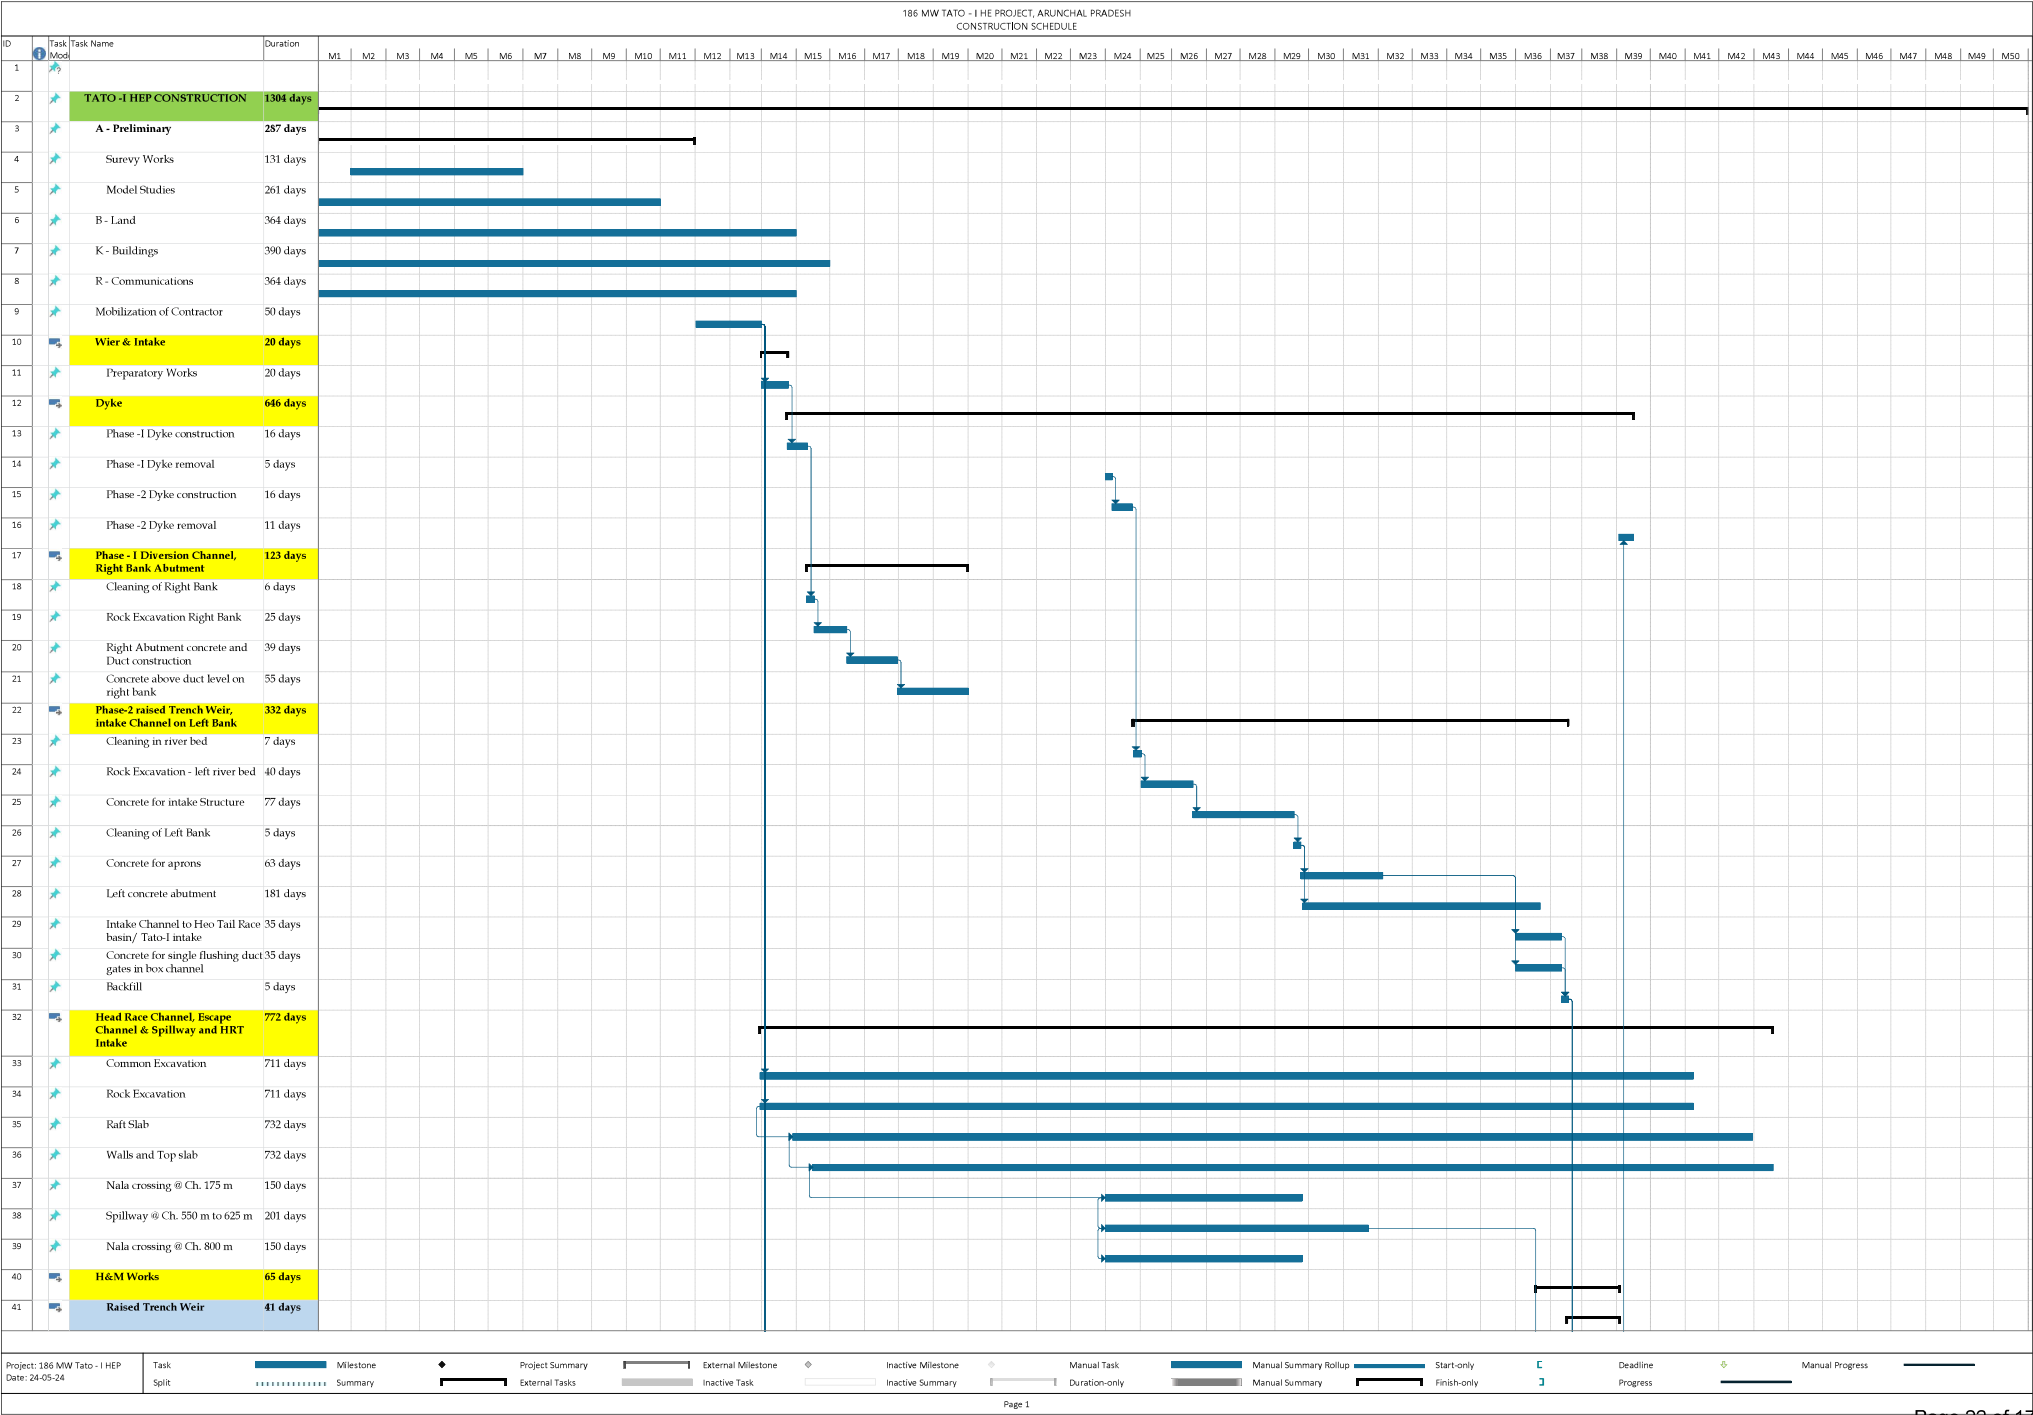 186 MW TATO - I HE PROJECT, ARUNCHAL PRADESH
CONSTRUCTION SCHEDULE
ID Task Mode Task Name Duration M1 M2 M3 M4 M5 M6 M7 M8 M9 M10 M11 M12 M13 M14 M15 M16 M17 M18 M19 M20 M21 M22 M23 M24 M25 M26 M27 M28 M29 M30 M31 M32 M33 M34 M35 M36 M37 M38 M39 M40 M41 M42 M43 M44 M45 M46 M47 M48 M49 M50
1
2 TATO -I HEP CONSTRUCTION 1304 days
3 A - Preliminary 287 days
4 Surevy Works 131 days
5 Model Studies 261 days
6 B - Land 364 days
7 K - Buildings 390 days
8 R - Communications 364 days
9 Mobilization of Contractor 50 days
10 Wier & Intake 20 days
11 Preparatory Works 20 days
12 Dyke 646 days
13 Phase -I Dyke construction 16 days
14 Phase -I Dyke removal 5 days
15 Phase -2 Dyke construction 16 days
16 Phase -2 Dyke removal 11 days
17 Phase - I Diversion Channel, 123 days
Right Bank Abutment
18 Cleaning of Right Bank 6 days
19 Rock Excavation Right Bank 25 days
20 Right Abutment concrete and 39 days
Duct construction
21 Concrete above duct level on 55 days
right bank
22 Phase-2 raised Trench Weir, 332 days
intake Channel on Left Bank
23 Cleaning in river bed 7 days
24 Rock Excavation - left river bed 40 days
25 Concrete for intake Structure 77 days
26 Cleaning of Left Bank 5 days
27 Concrete for aprons 63 days
28 Left concrete abutment 181 days
29 Intake Channel to Heo Tail Race 35 days
basin/ Tato-I intake
30 Concrete for single flushing duct 35 days
gates in box channel
31 Backfill 5 days
32 Head Race Channel, Escape 772 days
Channel & Spillway and HRT
Intake
33 Common Excavation 711 days
34 Rock Excavation 711 days
35 Raft Slab 732 days
36 Walls and Top slab 732 days
37 Nala crossing @ Ch. 175 m 150 days
38 Spillway @ Ch. 550 m to 625 m 201 days
39 Nala crossing @ Ch. 800 m 150 days
40 H&M Works 65 days
41 Raised Trench Weir 41 days
Project: 186 MW Tato - I HEP Task Milestone Project Summary External Milestone Inactive Milestone Manual Task Manual Summary Rollup Start-only Deadline Manual Progress
Date: 24-05-24 Split Summary External Tasks Inactive Task Inactive Summary Duration-only Manual Summary Finish-only Progress
Page 1